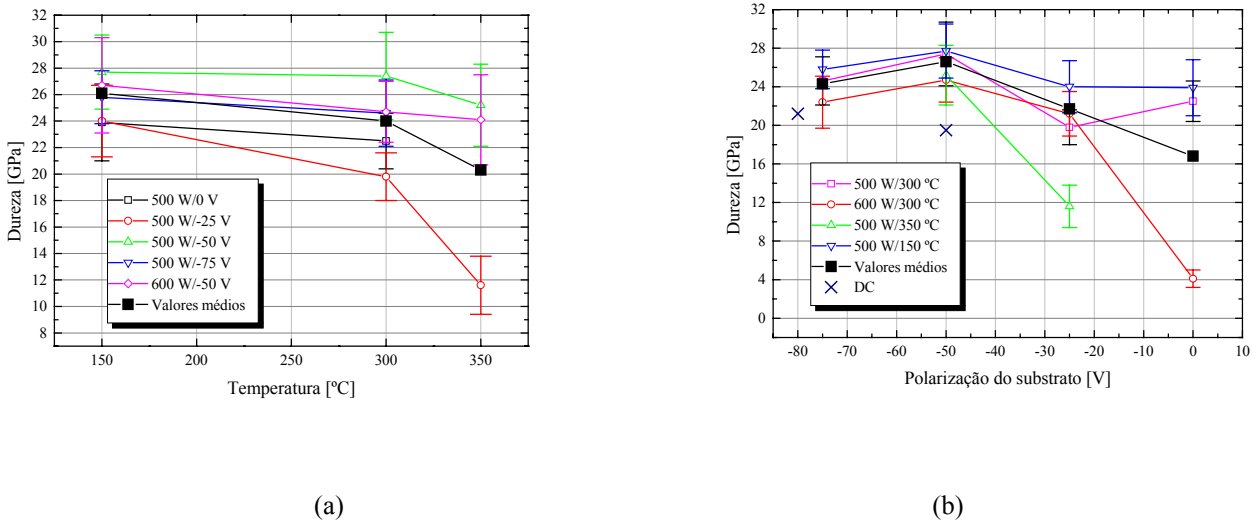 32
30
28
26
24
22
20
18
16
14
12
10
8
Dureza [GPa]
500 W/0 V
500 W/-25 V
500 W/-50 V
500 W/-75 V
600 W/-50 V
Valores médios
150 200 250 300 350
Temperatura [ºC]
(a)
32
28
24
20
16
12
8
4
0
Dureza [GPa]
500 W/300 ºC
600 W/300 ºC
500 W/350 ºC
500 W/150 ºC
Valores médios
DC
-80 -70 -60 -50 -40 -30 -20 -10 0 10
Polarização do substrato [V]
(b)